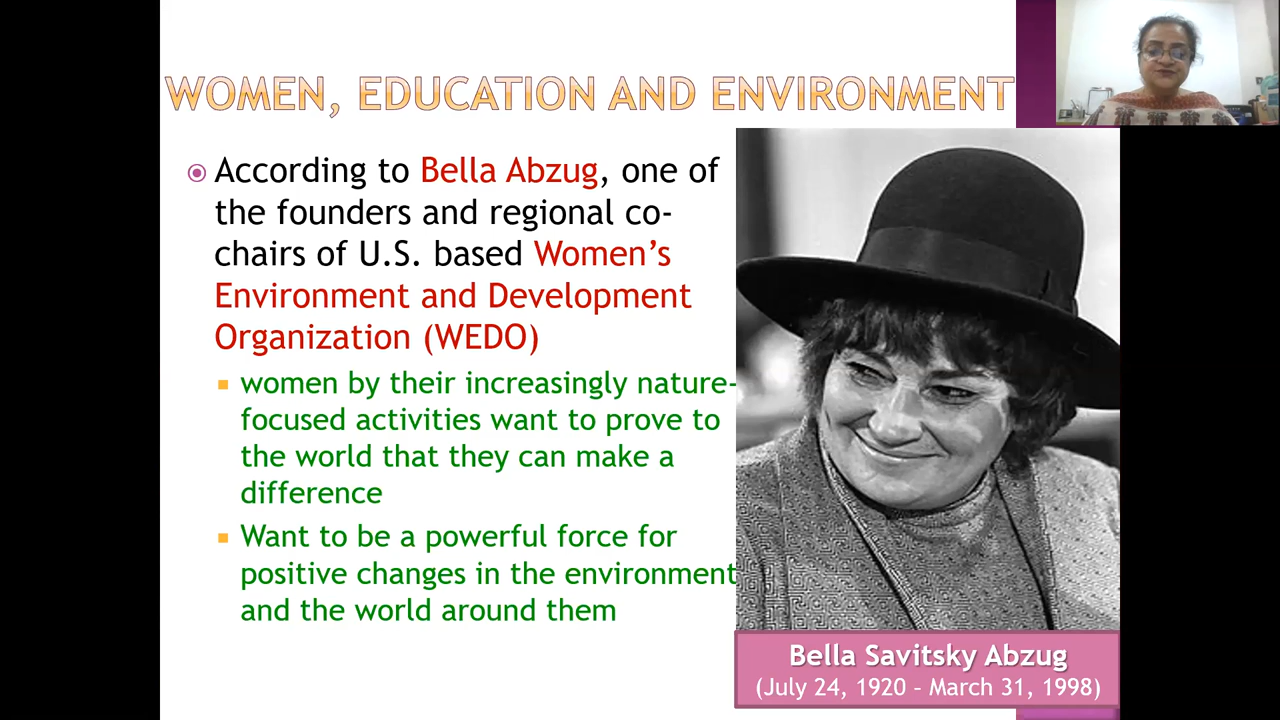 WOMEN, EDUCATION AND ENVIRONMENT
According to Bella Abzug, one of
the founders and regional co-
chairs of U.S. based Women’s
Environment and Development
Organization (WEDO)
women by their increasingly nature-
focused activities want to prove to
the world that they can make a
difference
Want to be a powerful force for
positive changes in the environment
and the world around them
Bella Savitsky Abzug
(July 24, 1920 – March 31, 1998)